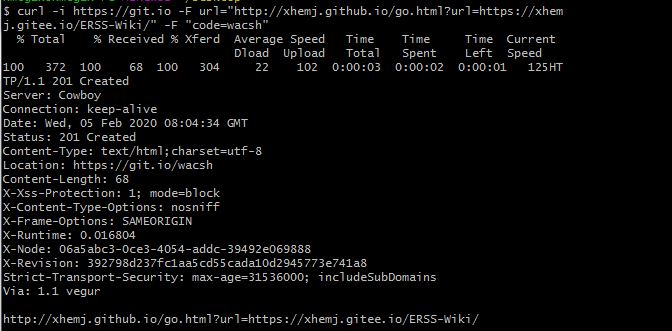 $ curl -i https://git.io -F url="http://xhemj.github.io/go.html?url=https://xhem
j.gitee.io/ERSS-Wiki/" -F "code=wacsh"
  % Total    % Received % Xferd  Average Speed   Time    Time     Time  Current
                                 Dload  Upload   Total   Spent    Left  Speed
100   372  100    68  100   304     22    102  0:00:03  0:00:02  0:00:01   125HT
TP/1.1 201 Created
Server: Cowboy
Connection: keep-alive
Date: Wed, 05 Feb 2020 08:04:34 GMT
Status: 201 Created
Content-Type: text/html;charset=utf-8
Location: https://git.io/wacsh
Content-Length: 68
X-Xss-Protection: 1; mode=block
X-Content-Type-Options: nosniff
X-Frame-Options: SAMEORIGIN
X-Runtime: 0.016804
X-Node: 06a5abc3-0ce3-4054-addc-39492e069888
X-Revision: 392798d237fc1aa5cd55cada10d2945773e741a8
Strict-Transport-Security: max-age=31536000; includeSubDomains
Via: 1.1 vegur
http://xhemj.github.io/go.html?url=https://xhemj.gitee.io/ERSS-Wiki/